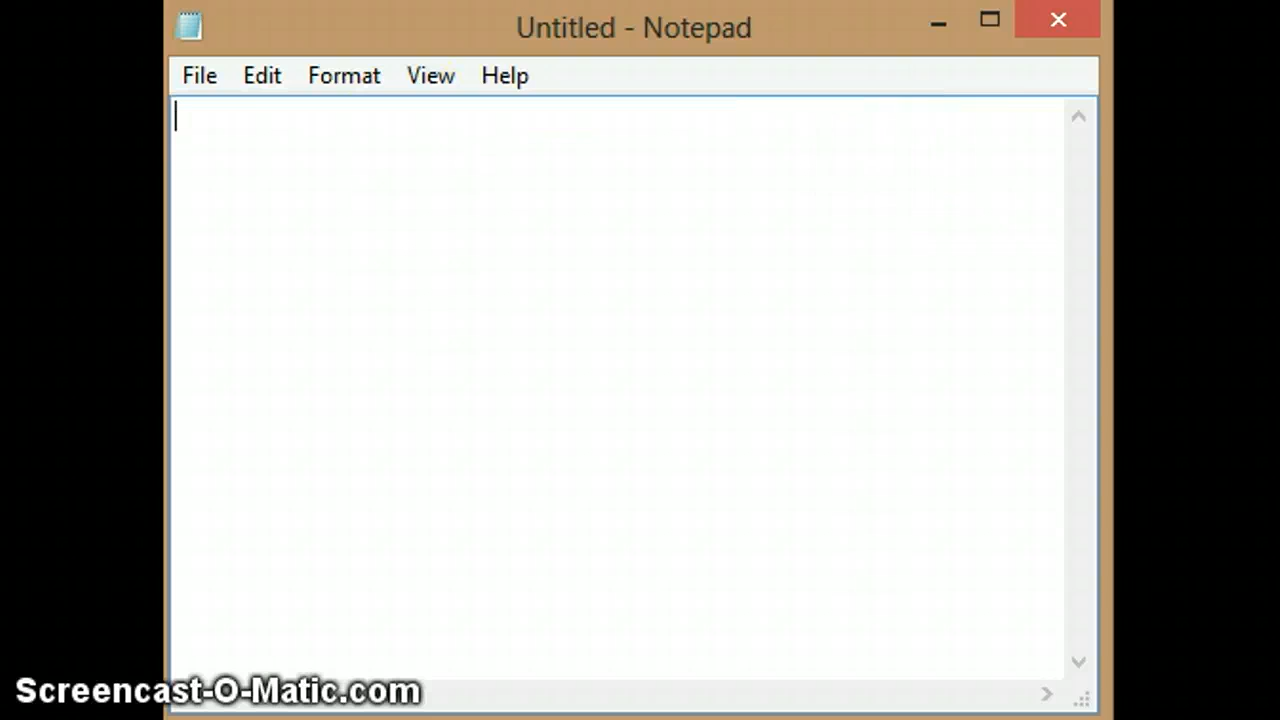 Untitled - Notepad
File Edit Format View Help
Screencast-O-Matic.com